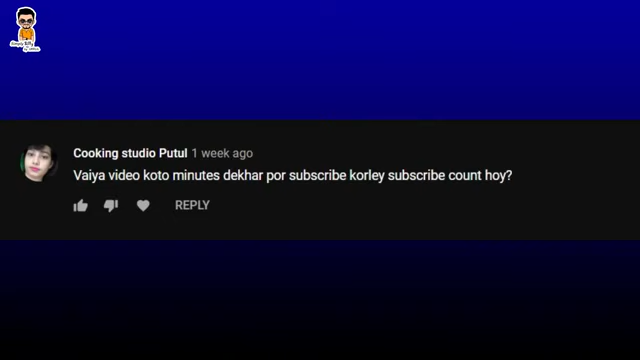 Cooking studio Putul 1 week ago
Vaiya video koto minutes dekhar por subscribe korley subscribe count hoy?
REPLY